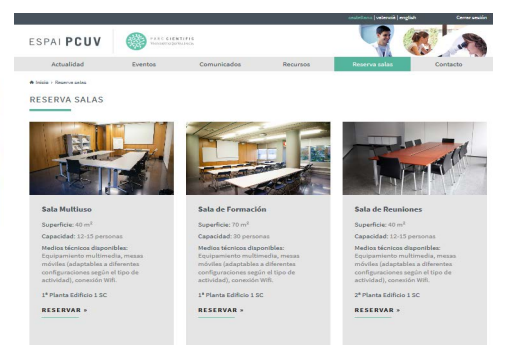 castellano | valencià | english
Cerrar sesión
ESPAI PCUV
PARC CIENTÍFIC
Actualidad
Eventos
Comunicados
Recursos
Reserva salas
Contacto
Inicio › Reserva salas
RESERVA SALAS
Sala Multiuso
Superficie: 40 m²
Capacidad: 12-15 personas
Medios técnicos disponibles:
Equipamiento multimedia, mesas
móviles (adaptables a diferentes
configuraciones según el tipo de
actividad), conexión Wifi.
1ª Planta Edificio 1 SC
RESERVAR »
Sala de Formación
Superficie: 70 m²
Capacidad: 30 personas
Medios técnicos disponibles:
Equipamiento multimedia, mesas
móviles (adaptables a diferentes
configuraciones según el tipo de
actividad), conexión Wifi.
1ª Planta Edificio 1 SC
RESERVAR »
Sala de Reuniones
Superficie: 40 m²
Capacidad: 12-15 personas
Medios técnicos disponibles:
Equipamiento multimedia, mesas
móviles (adaptables a diferentes
configuraciones según el tipo de
actividad), conexión Wifi.
2ª Planta Edificio 1 SC
RESERVAR »